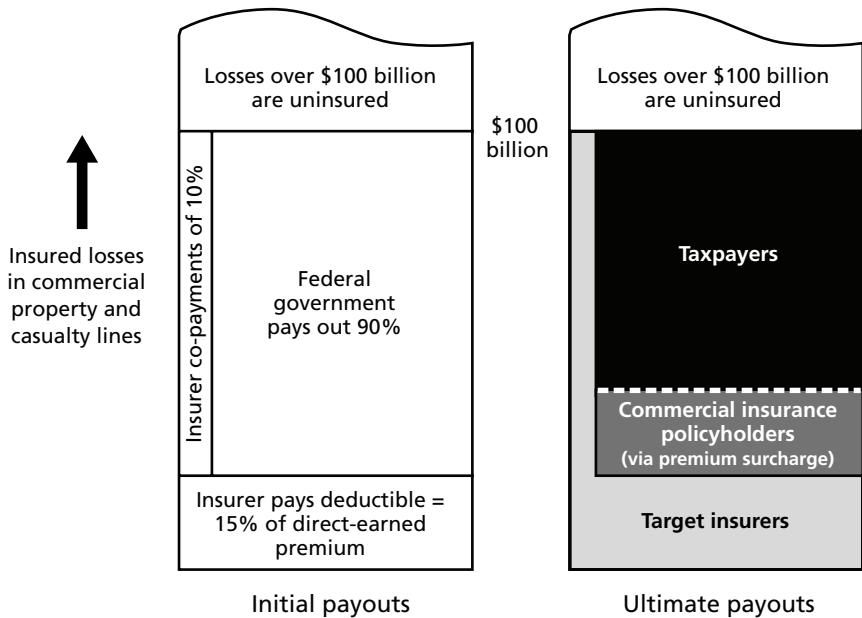 Losses over $100 billion
are uninsured
Losses over $100 billion
are uninsured
$100
billion
Insured losses
in commercial
property and
casualty lines
Insurer co-payments of 10%
Federal
government
pays out 90%
Taxpayers
Commercial insurance
policyholders
(via premium surcharge)
Insurer pays deductible =
15% of direct-earned
premium
Target insurers
Initial payouts
Ultimate payouts